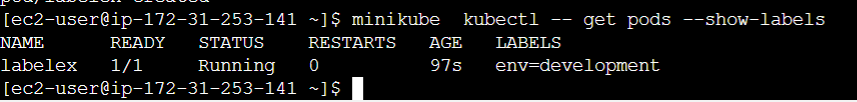 pod/labelex created
[ec2-user@ip-172-31-253-141 ~]$ minikube  kubectl -- get pods --show-labels
NAME      READY   STATUS    RESTARTS   AGE   LABELS
labelex   1/1     Running   0          97s   env=development
[ec2-user@ip-172-31-253-141 ~]$